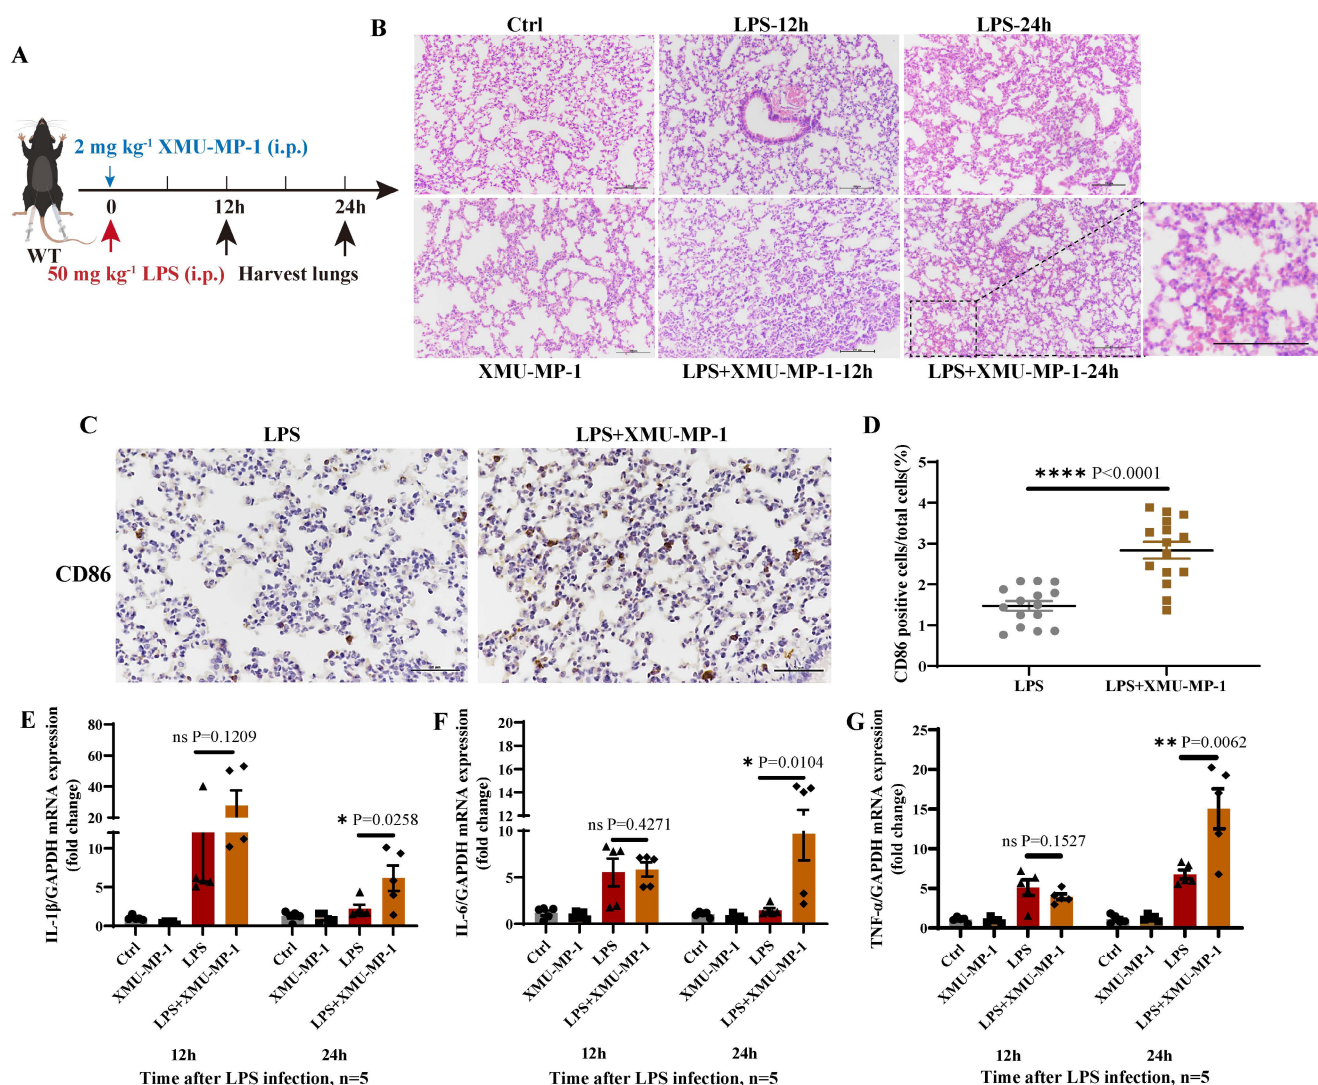 A
2 mg kg⁻¹ XMU-MP-1 (i.p.)
0 12h 24h
WT
50 mg kg⁻¹ LPS (i.p.) Harvest lungs
B
Ctrl LPS-12h LPS-24h
XMU-MP-1 LPS+XMU-MP-1-12h LPS+XMU-MP-1-24h
C
LPS LPS+XMU-MP-1
CD86
D
CD86 positive cells/total cells(%)
5
4
3
2
1
0
**** P<0.0001
LPS LPS+XMU-MP-1
E
IL-1β/GAPDH mRNA expression
(fold change)
80
60
40
20
10
5
0
ns P=0.1209
* P=0.0258
Ctrl XMU-MP-1 LPS LPS+XMU-MP-1 Ctrl XMU-MP-1 LPS LPS+XMU-MP-1
12h 24h
Time after LPS infection, n=5
F
IL-6/GAPDH mRNA expression
(fold change)
20
18
16
14
12
10
5
0
ns P=0.4271
* P=0.0104
Ctrl XMU-MP-1 LPS LPS+XMU-MP-1 Ctrl XMU-MP-1 LPS LPS+XMU-MP-1
12h 24h
Time after LPS infection, n=5
G
TNF-α/GAPDH mRNA expression
(fold change)
25
20
15
10
5
0
ns P=0.1527
** P=0.0062
Ctrl XMU-MP-1 LPS LPS+XMU-MP-1 Ctrl XMU-MP-1 LPS LPS+XMU-MP-1
12h 24h
Time after LPS infection, n=5